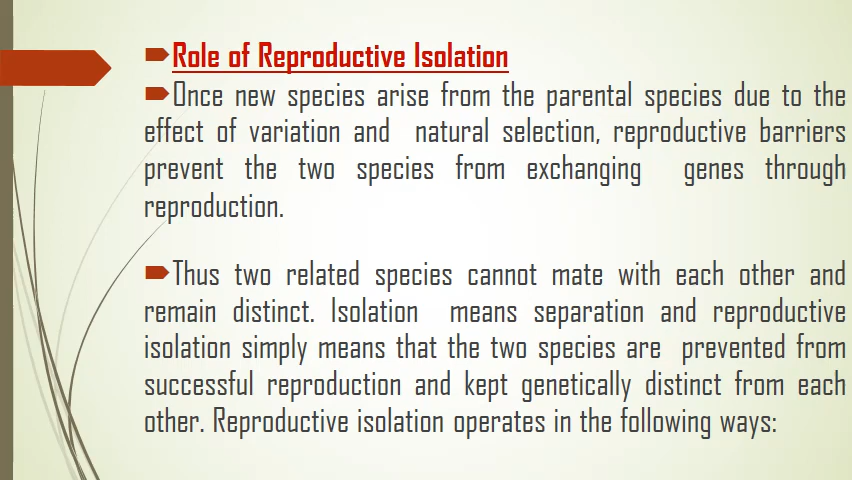 Role of Reproductive Isolation
Once new species arise from the parental species due to the
effect of variation and natural selection, reproductive barriers
prevent the two species from exchanging genes through
reproduction.
Thus two related species cannot mate with each other and
remain distinct. Isolation means separation and reproductive
isolation simply means that the two species are prevented from
successful reproduction and kept genetically distinct from each
other. Reproductive isolation operates in the following ways: